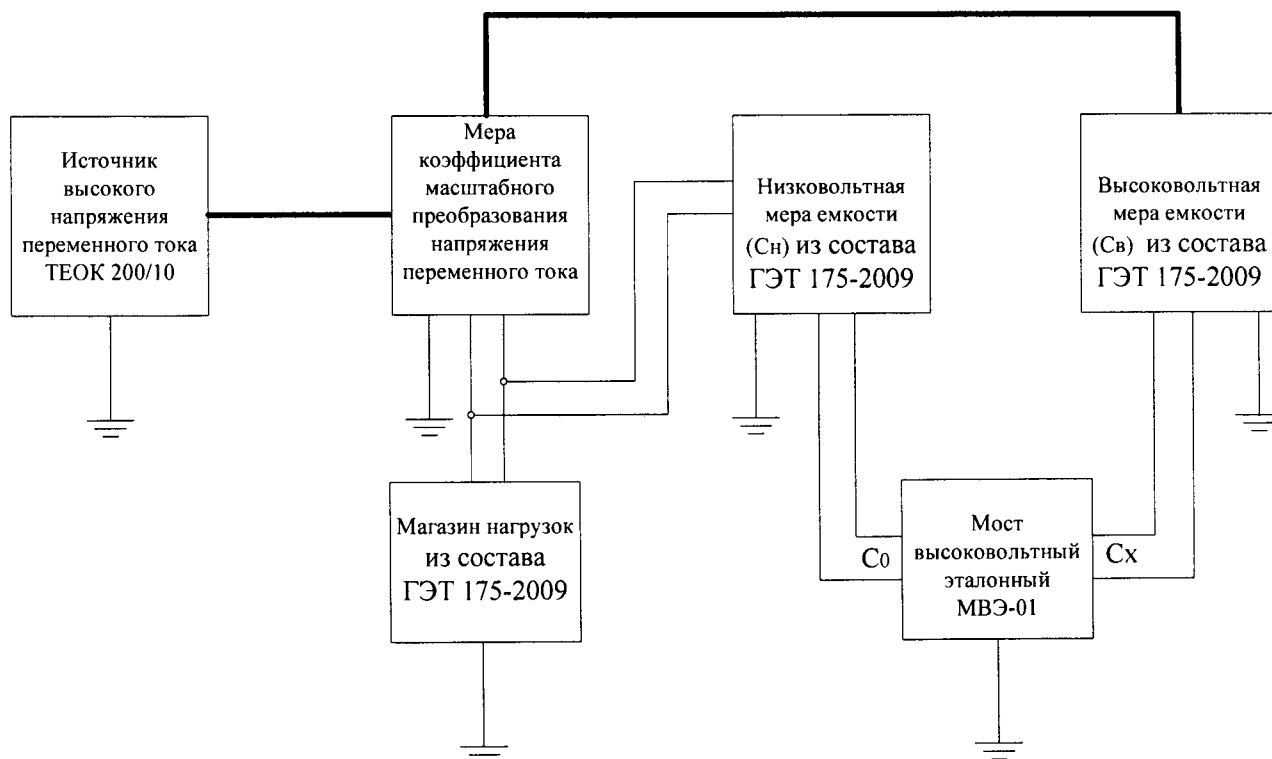 Источник
высокого
напряжения
переменного тока
ТЕОК 200/10
Мера
коэффициента
масштабного
преобразования
напряжения
переменного тока
Низковольтная
мера емкости
(Сн) из состава
ГЭТ 175-2009
Высоковольтная
мера емкости
(Св) из состава
ГЭТ 175-2009
Магазин нагрузок
из состава
ГЭТ 175-2009
С0
Мост
высоковольтный
эталонный
МВЭ-01
Сх